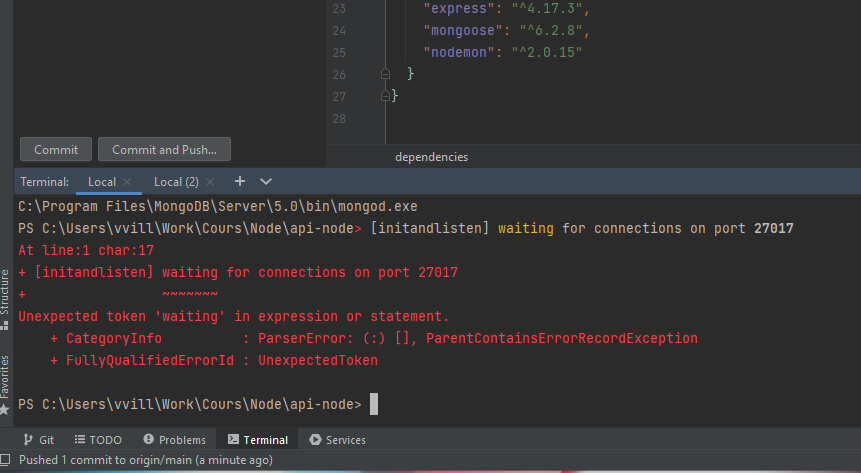 23 "express": "^4.17.3",
24 "mongoose": "^6.2.8",
25 "nodemon": "^2.0.15"
26 }
27 }
28
Commit Commit and Push...
dependencies
Terminal: Local × Local (2) × +
C:\Program Files\MongoDB\Server\5.0\bin\mongod.exe
PS C:\Users\vvill\Work\Cours\Node\api-node> [initandlisten] waiting for connections on port 27017
At line:1 char:17
+ [initandlisten] waiting for connections on port 27017
+                 ~~~~~~~
Unexpected token 'waiting' in expression or statement.
    + CategoryInfo          : ParserError: (:) [], ParentContainsErrorRecordException
    + FullyQualifiedErrorId : UnexpectedToken
PS C:\Users\vvill\Work\Cours\Node\api-node>
Structure
Favorites
Git TODO Problems Terminal Services
Pushed 1 commit to origin/main (a minute ago)